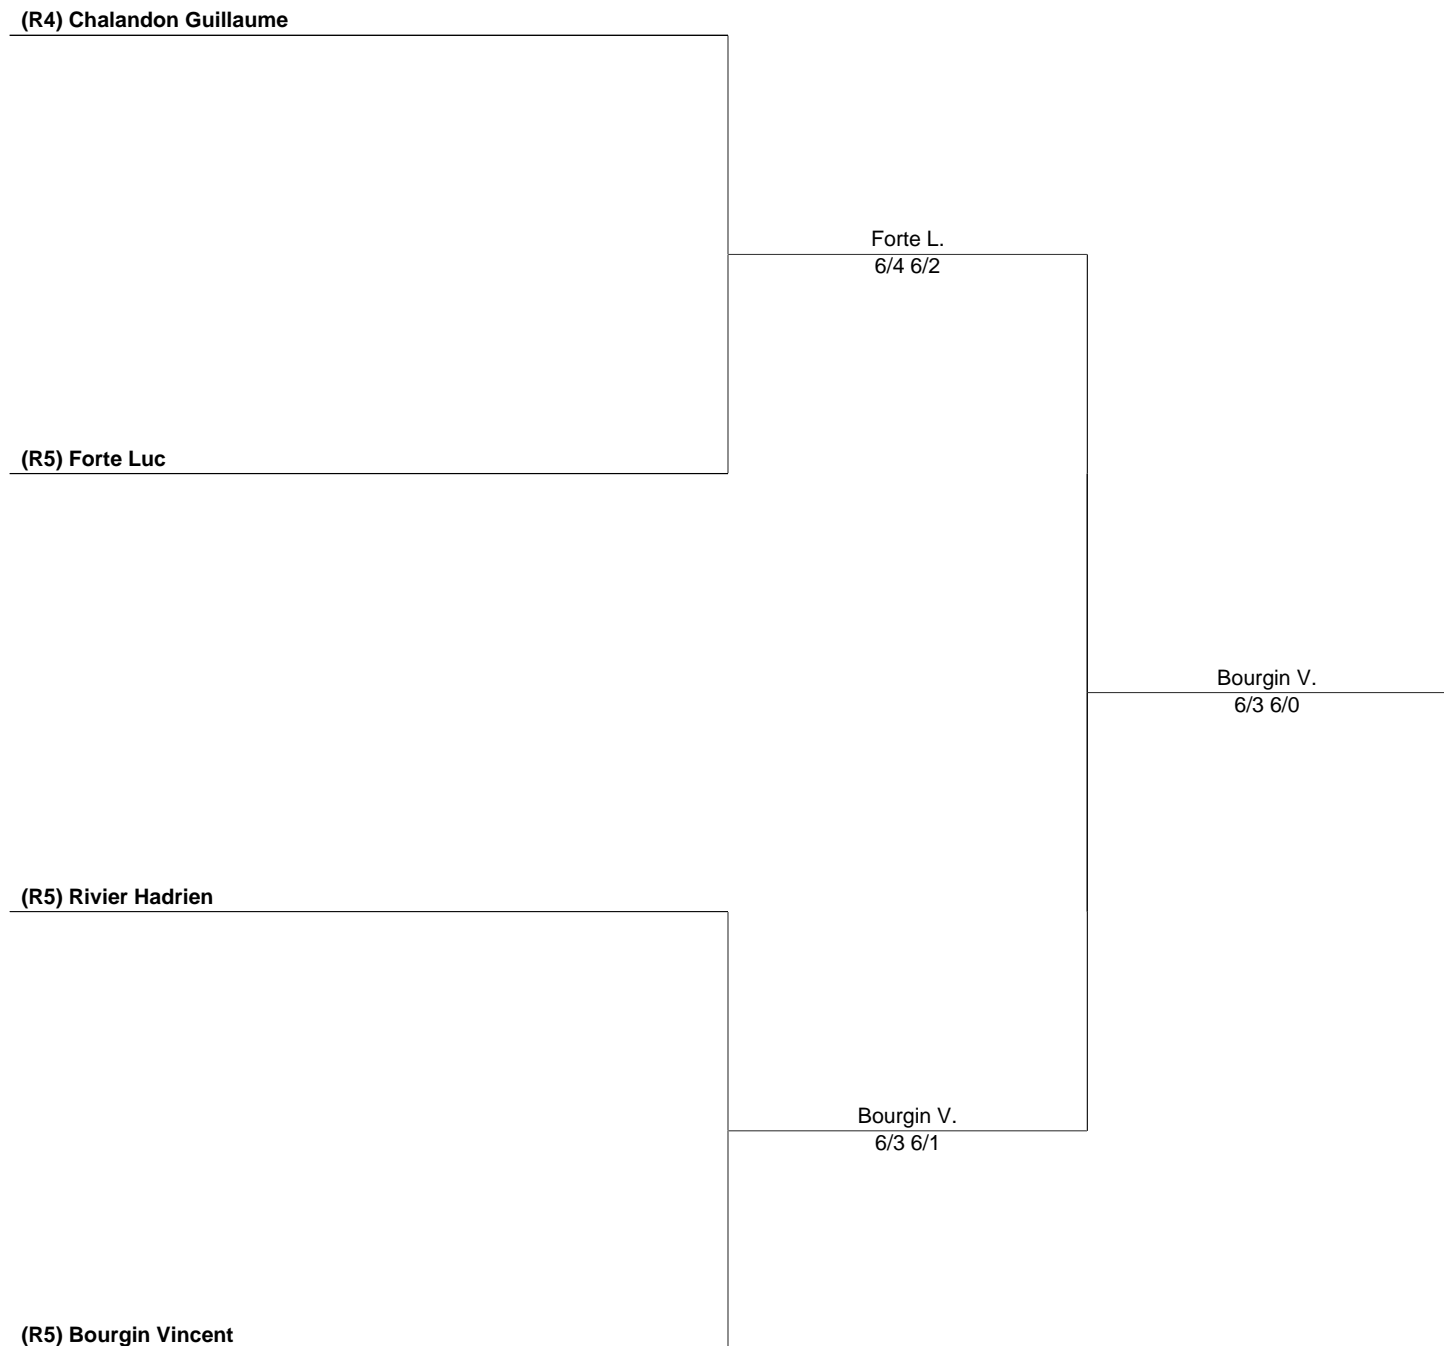 (R4) Chalandon Guillaume
Forte L.
6/4 6/2
(R5) Forte Luc
Bourgin V.
6/3 6/0
(R5) Rivier Hadrien
Bourgin V.
6/3 6/1
(R5) Bourgin Vincent